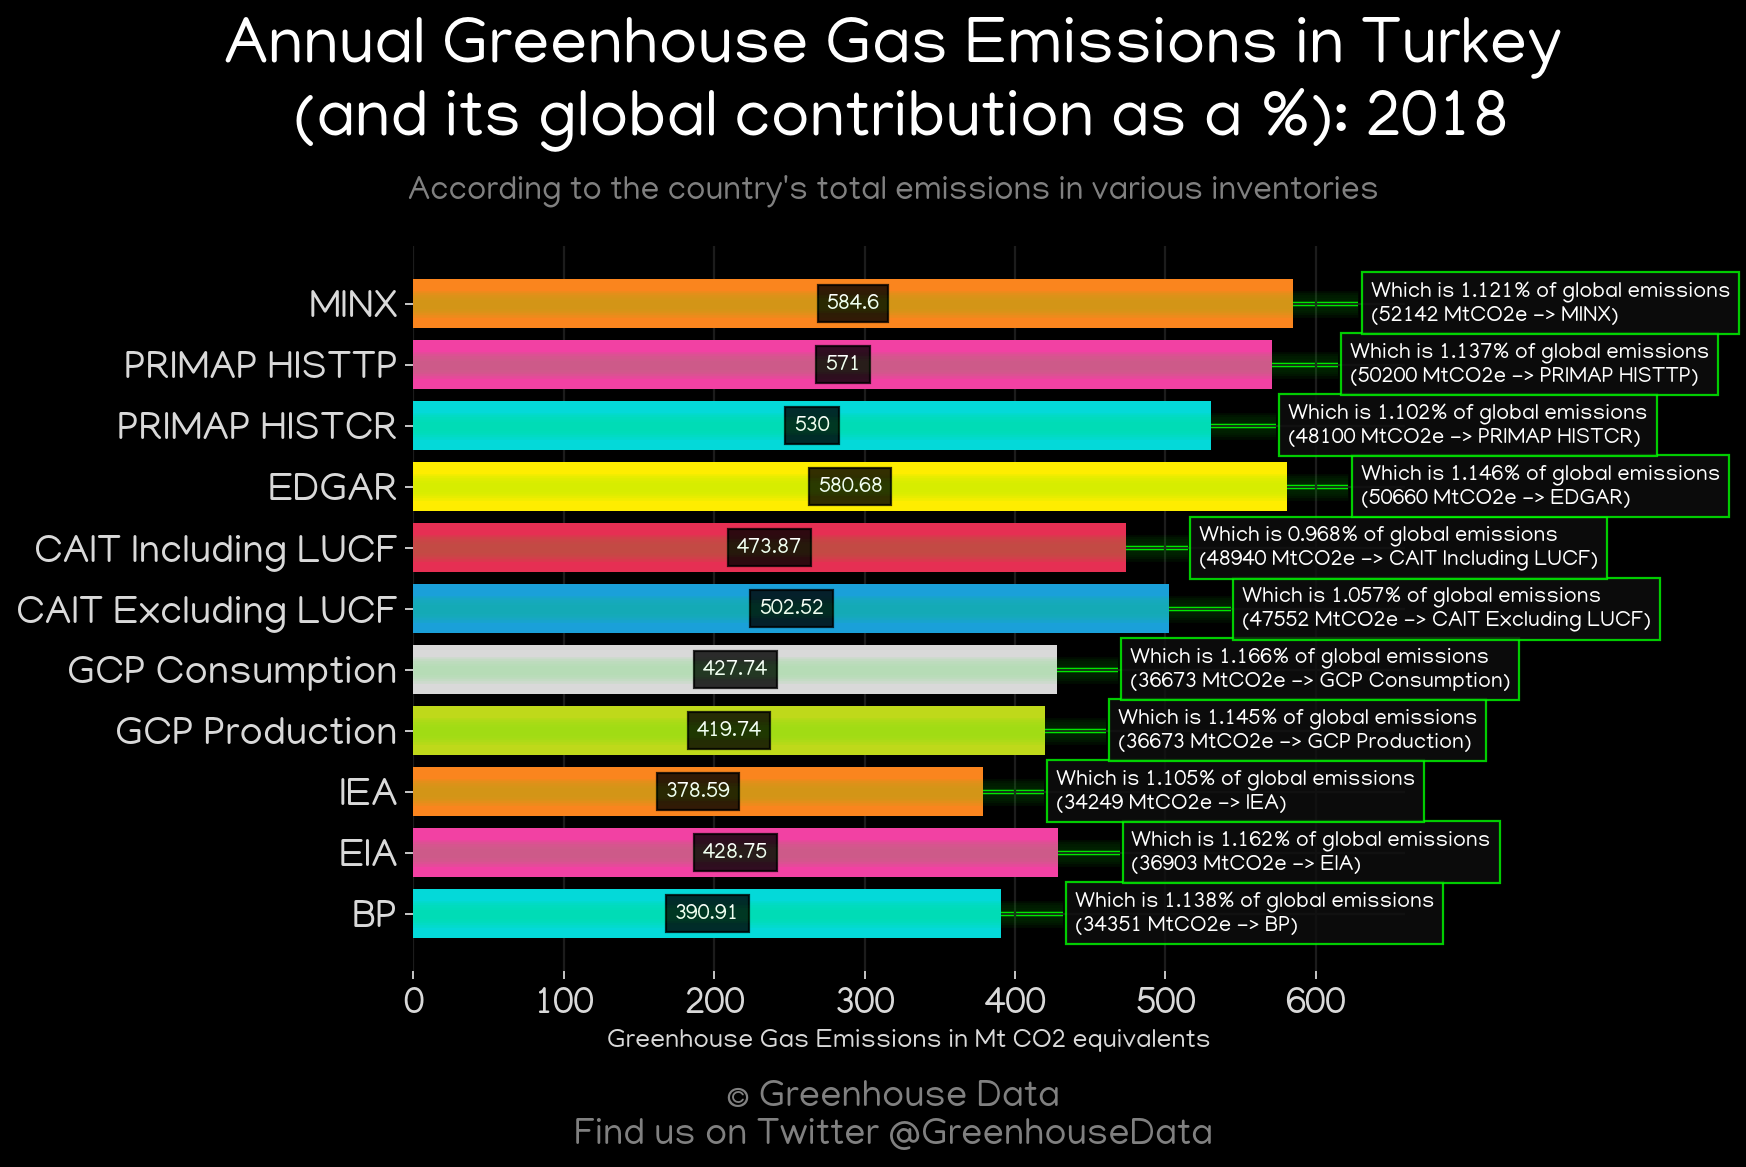 Annual Greenhouse Gas Emissions in Turkey
(and its global contribution as a %): 2018
According to the country's total emissions in various inventories
MINX
584.6
Which is 1.121% of global emissions
(52142 MtCO2e -> MINX)
PRIMAP HISTTP
571
Which is 1.137% of global emissions
(50200 MtCO2e -> PRIMAP HISTTP)
PRIMAP HISTCR
530
Which is 1.102% of global emissions
(48100 MtCO2e -> PRIMAP HISTCR)
EDGAR
580.68
Which is 1.146% of global emissions
(50660 MtCO2e -> EDGAR)
CAIT Including LUCF
473.87
Which is 0.968% of global emissions
(48940 MtCO2e -> CAIT Including LUCF)
CAIT Excluding LUCF
502.52
Which is 1.057% of global emissions
(47552 MtCO2e -> CAIT Excluding LUCF)
GCP Consumption
427.74
Which is 1.166% of global emissions
(36673 MtCO2e -> GCP Consumption)
GCP Production
419.74
Which is 1.145% of global emissions
(36673 MtCO2e -> GCP Production)
IEA
378.59
Which is 1.105% of global emissions
(34249 MtCO2e -> IEA)
EIA
428.75
Which is 1.162% of global emissions
(36903 MtCO2e -> EIA)
BP
390.91
Which is 1.138% of global emissions
(34351 MtCO2e -> BP)
0 100 200 300 400 500 600
Greenhouse Gas Emissions in Mt CO2 equivalents
© Greenhouse Data
Find us on Twitter @GreenhouseData